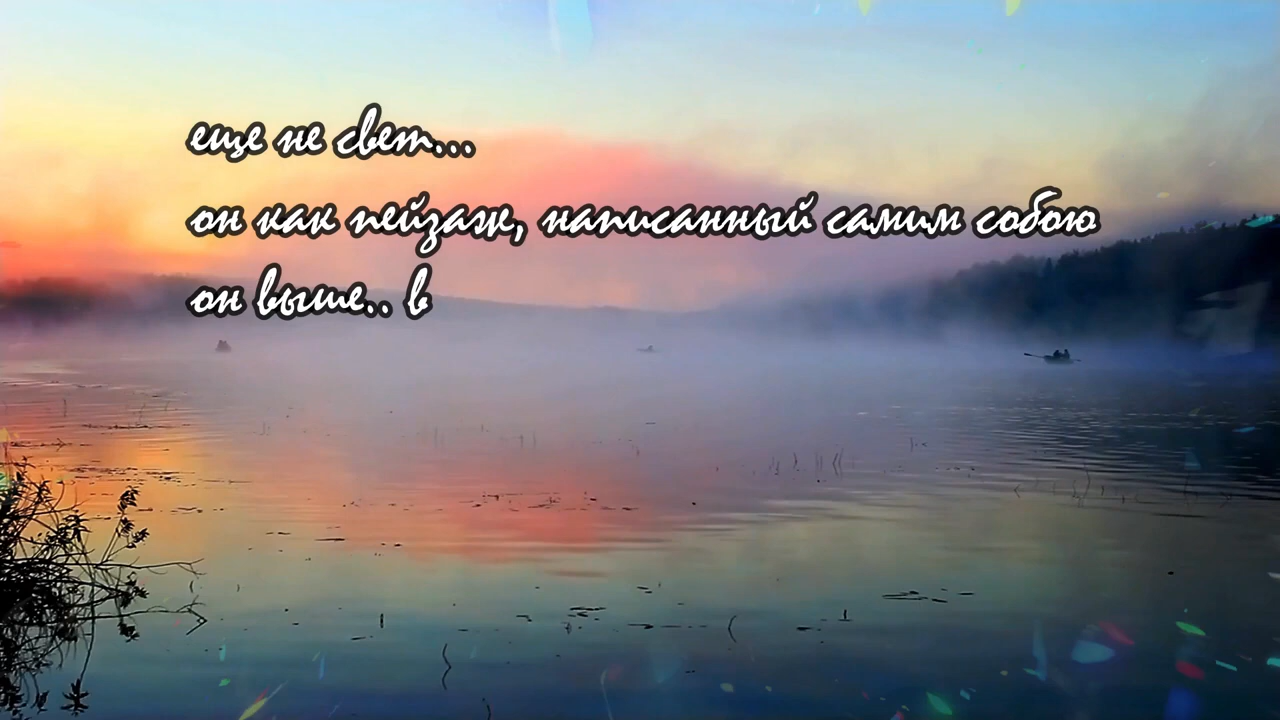 еще не свет...
он как пейзаж, написанный самим собою
он выше.. в